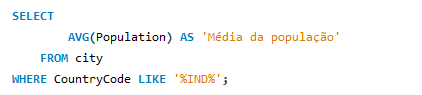 SELECT
AVG(Population) AS 'Média da população'
FROM city
WHERE CountryCode LIKE '%IND%';